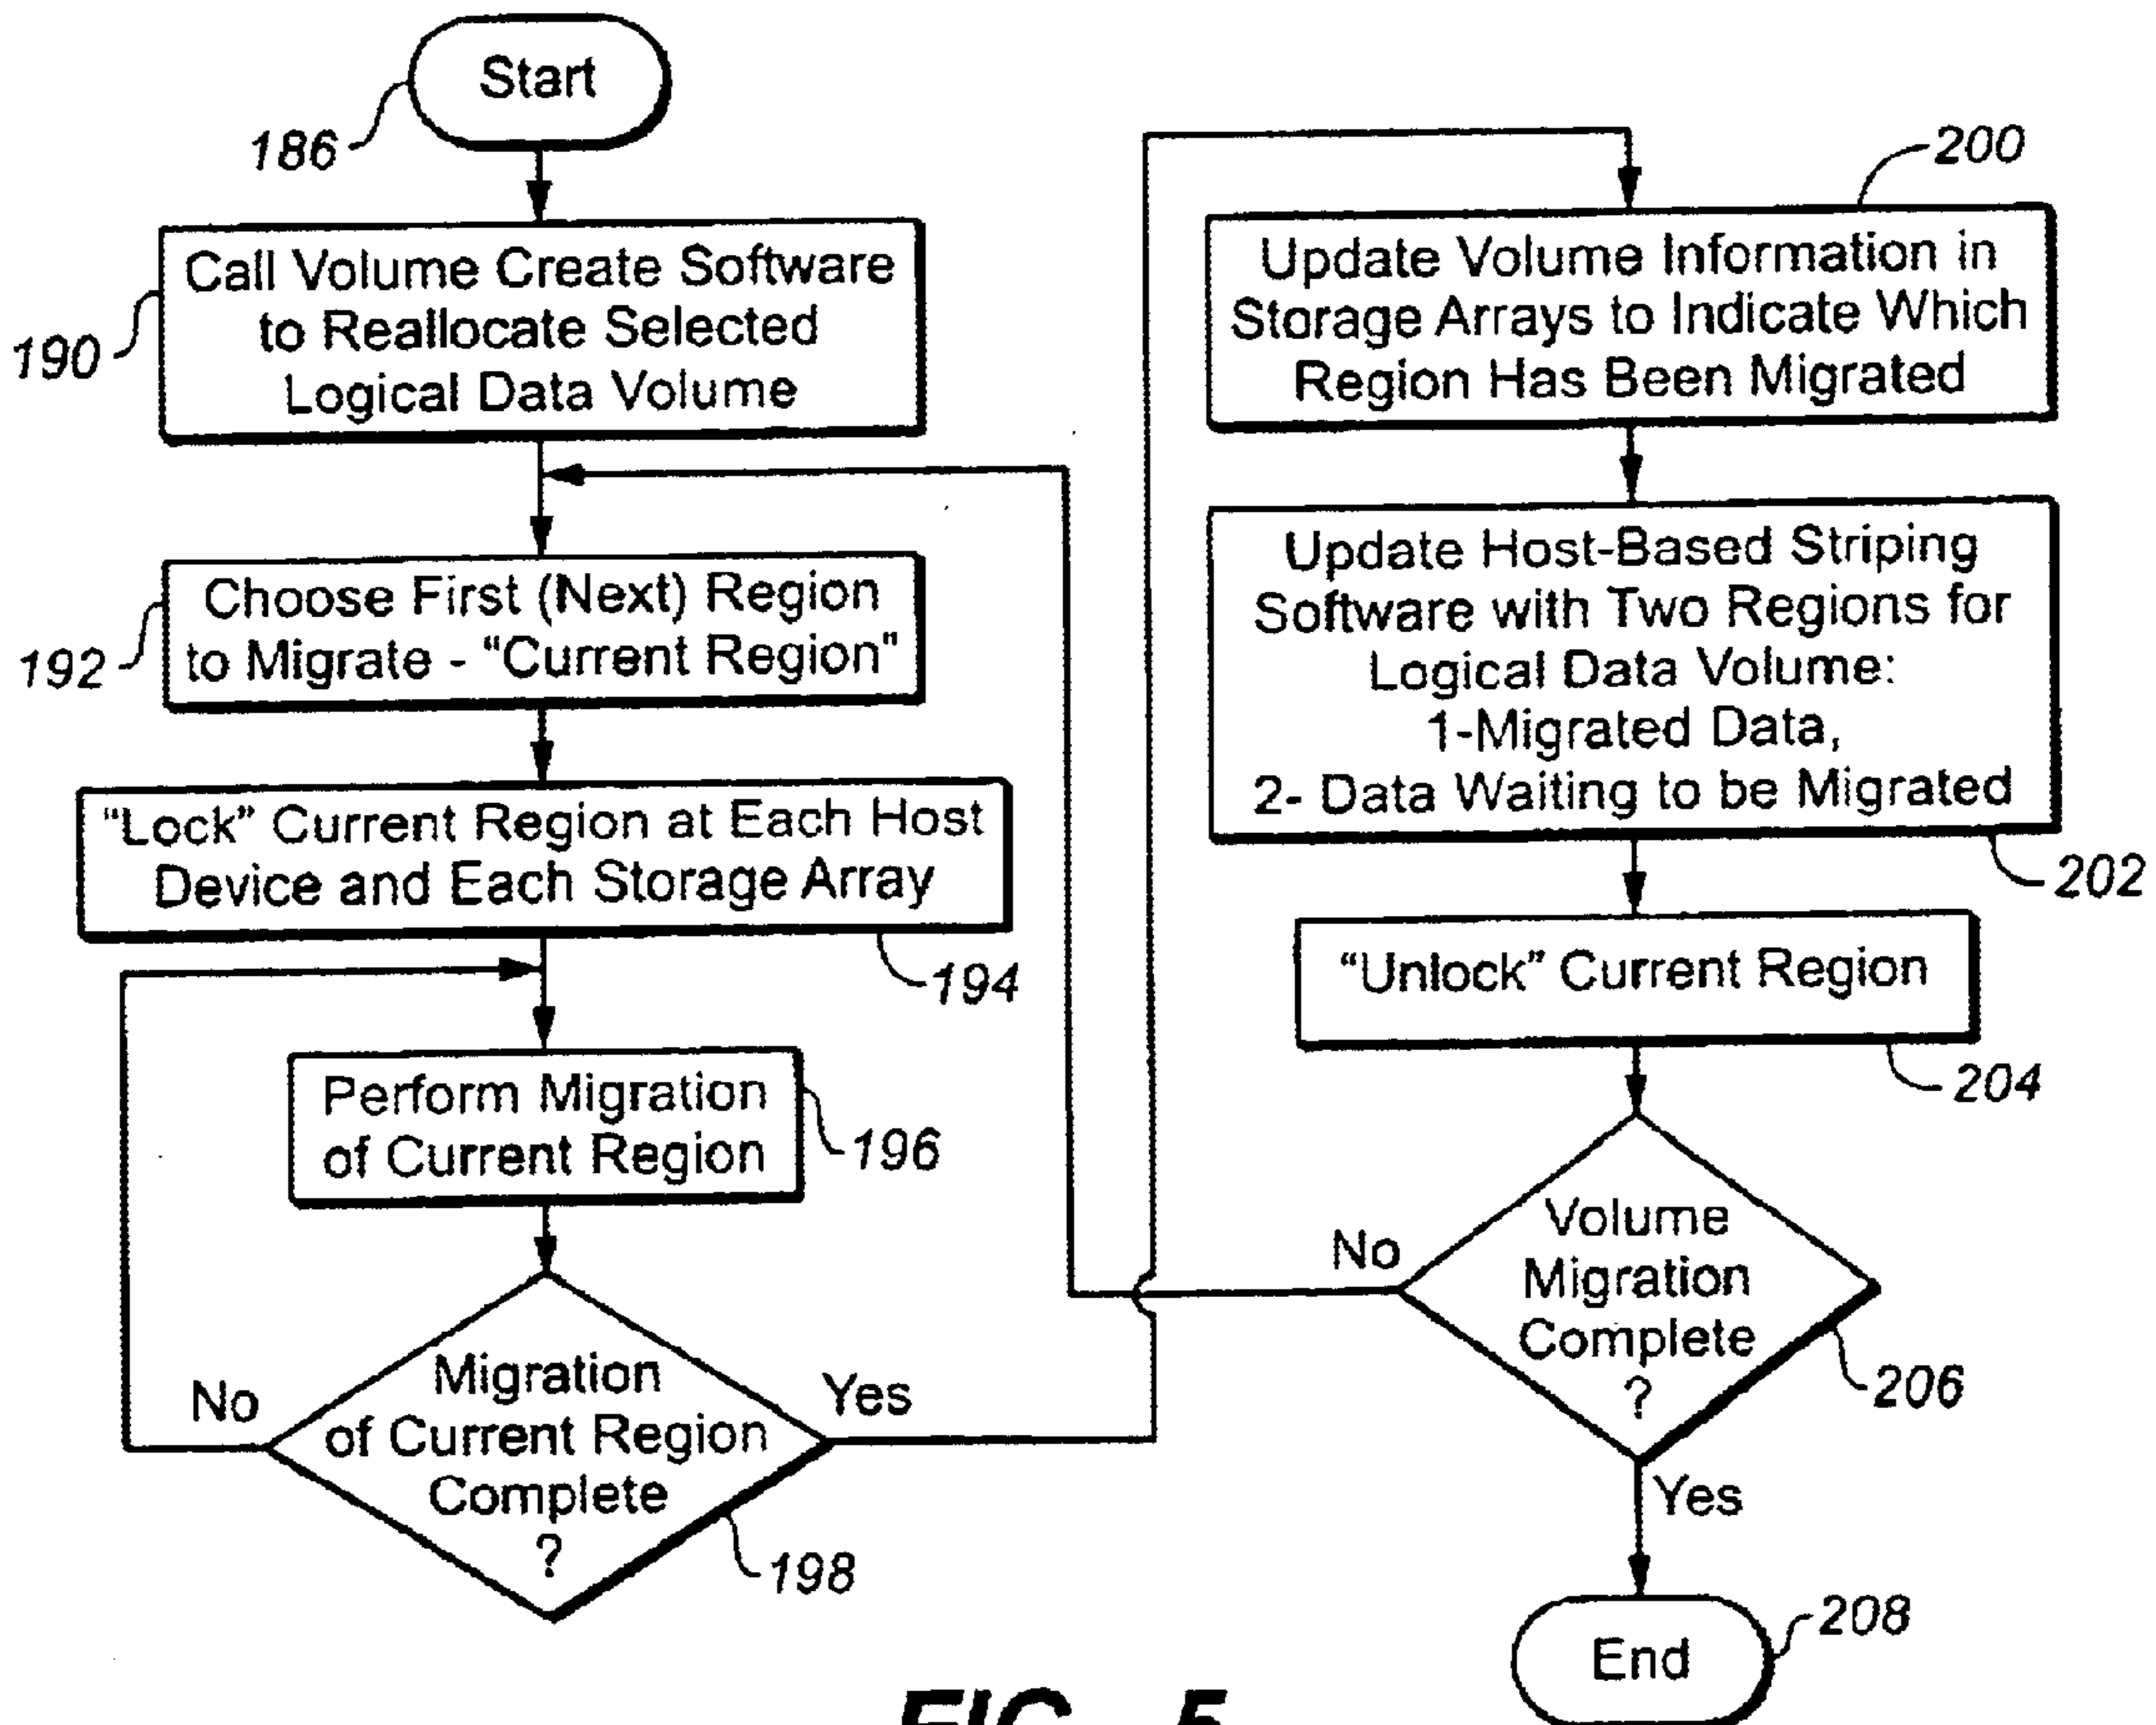 Start
186
Call Volume Create Software
to Reallocate Selected
Logical Data Volume
190
Choose First (Next) Region
to Migrate - "Current Region"
192
“Lock” Current Region at Each Host
Device and Each Storage Array
194
Perform Migration
of Current Region
196
Migration
of Current Region
Complete
?
No
Yes
198
200
Update Volume Information in
Storage Arrays to Indicate Which
Region Has Been Migrated
Update Host-Based Striping
Software with Two Regions for
Logical Data Volume:
1-Migrated Data,
2- Data Waiting to be Migrated
202
“Unlock” Current Region
204
Volume
Migration
Complete
?
No
206
Yes
End
208
FIG._5